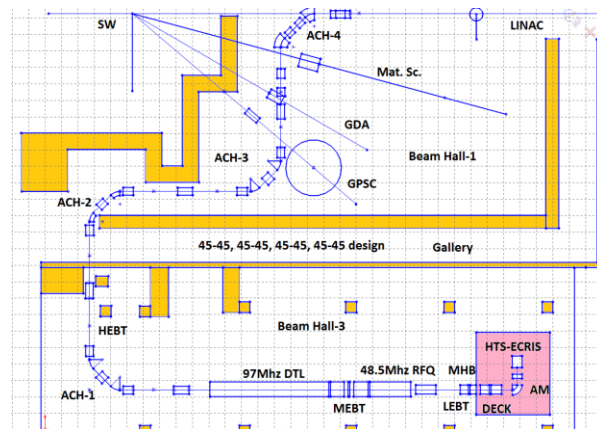 SW
LINAC
ACH-4
Mat. Sc.
GDA
ACH-3
Beam Hall-1
GPSC
ACH-2
45-45, 45-45, 45-45, 45-45 design
Gallery
Beam Hall-3
HEBT
HTS-ECRIS
97Mhz DTL
48.5Mhz RFQ
MHB
AM
ACH-1
MEBT
LEBT
DECK